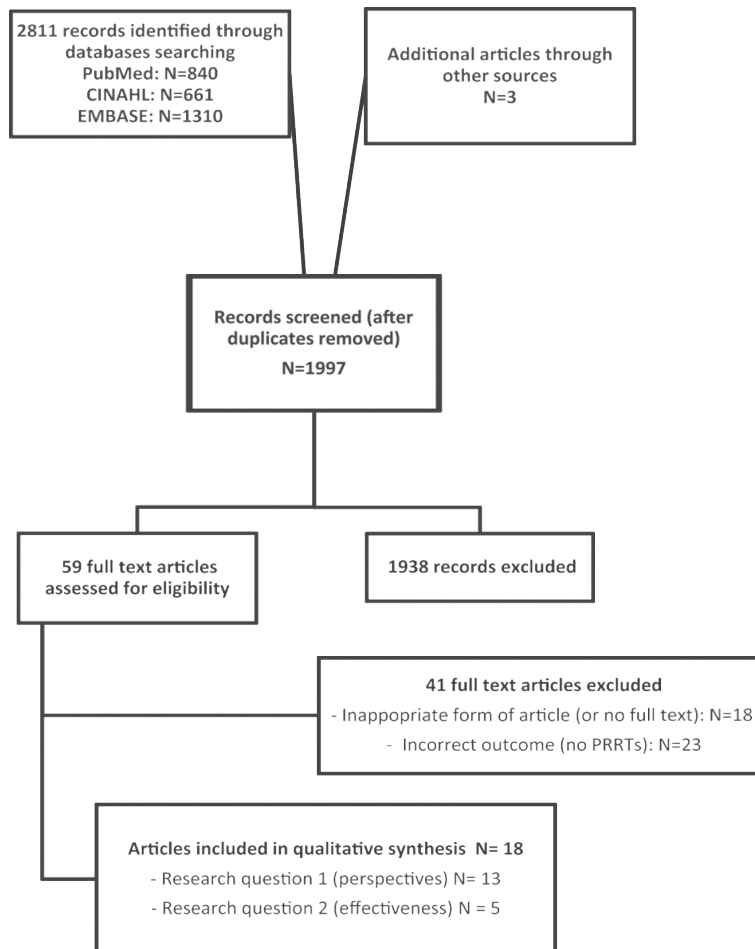 2811 records identified through
databases searching
PubMed: N=840
CINAHL: N=661
EMBASE: N=1310
Additional articles through
other sources
N=3
Records screened (after
duplicates removed)
N=1997
59 full text articles
assessed for eligibility
1938 records excluded
41 full text articles excluded
- Inappopriate form of article (or no full text): N=18
- Incorrect outcome (no PRRTs): N=23
Articles included in qualitative synthesis N= 18
- Research question 1 (perspectives) N= 13
- Research question 2 (effectiveness) N = 5